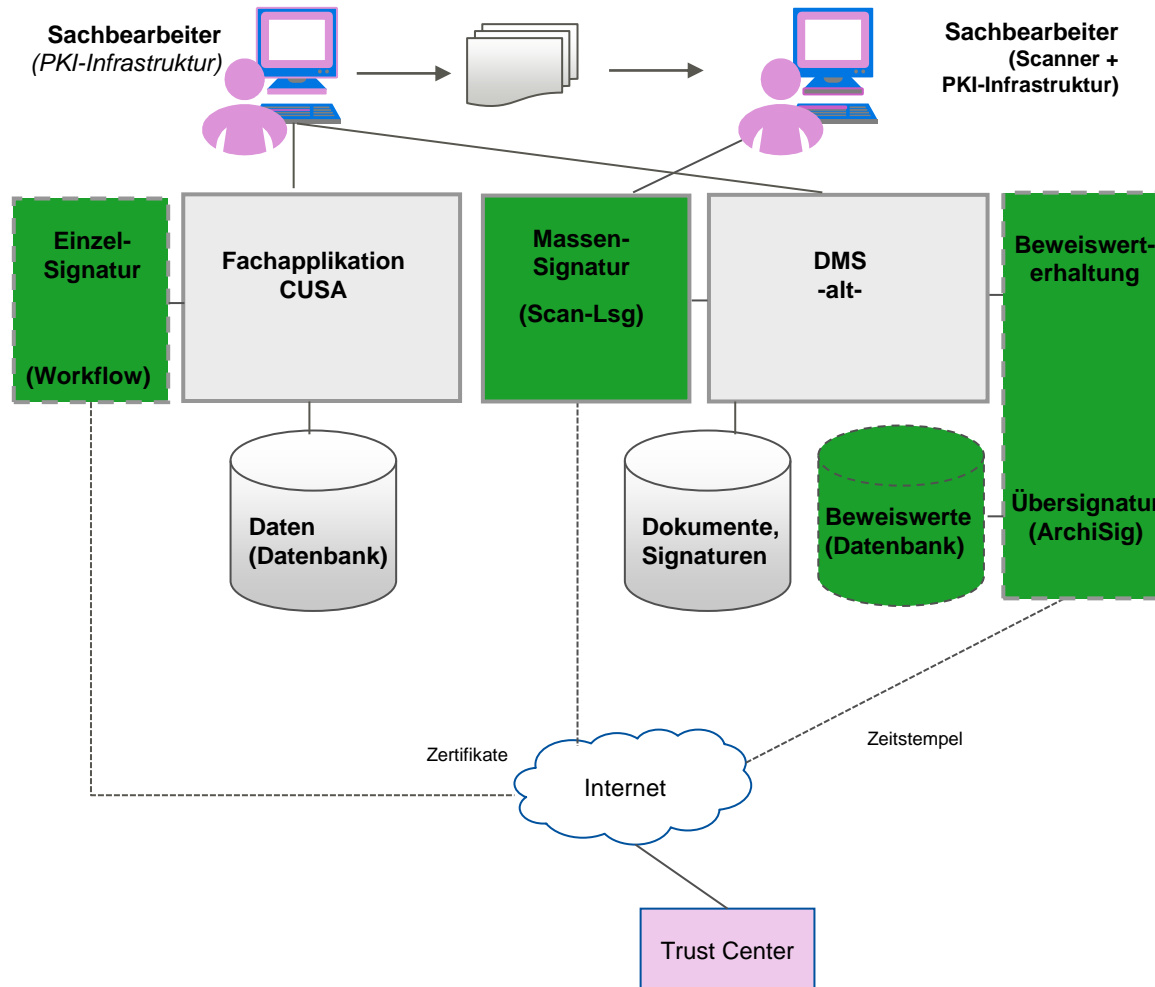 Sachbearbeiter
(PKI-Infrastruktur)
Sachbearbeiter
(Scanner +
PKI-Infrastruktur)
Einzel-
Signatur
(Workflow)
Fachapplikation
CUSA
Massen-
Signatur
(Scan-Lsg)
DMS
-alt-
Beweiswert-
erhaltung
Übersignatur
(ArchiSig)
Daten
(Datenbank)
Dokumente,
Signaturen
Beweiswerte
(Datenbank)
Zertifikate
Zeitstempel
Internet
Trust Center